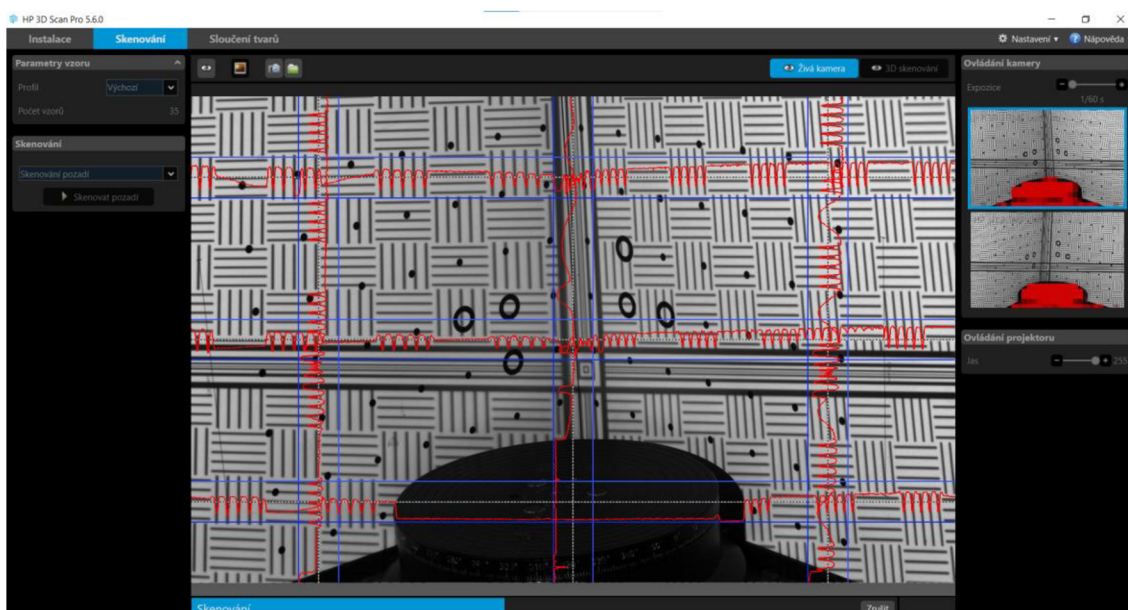 HP 3D Scan Pro 5.6.0
Instalace
Skenování
Sloučení tvarů
Nastavení
Nápověda
Parametry vzoru
Profil
Výchozí
Počet vzorů
35
Skenování
Skenování pozadí
Skenovat pozadí
Živá kamera
3D skenování
Ovládání kamery
Expozice
1/60 s
Ovládání projektoru
Jas
255
Skenování
Zrušit